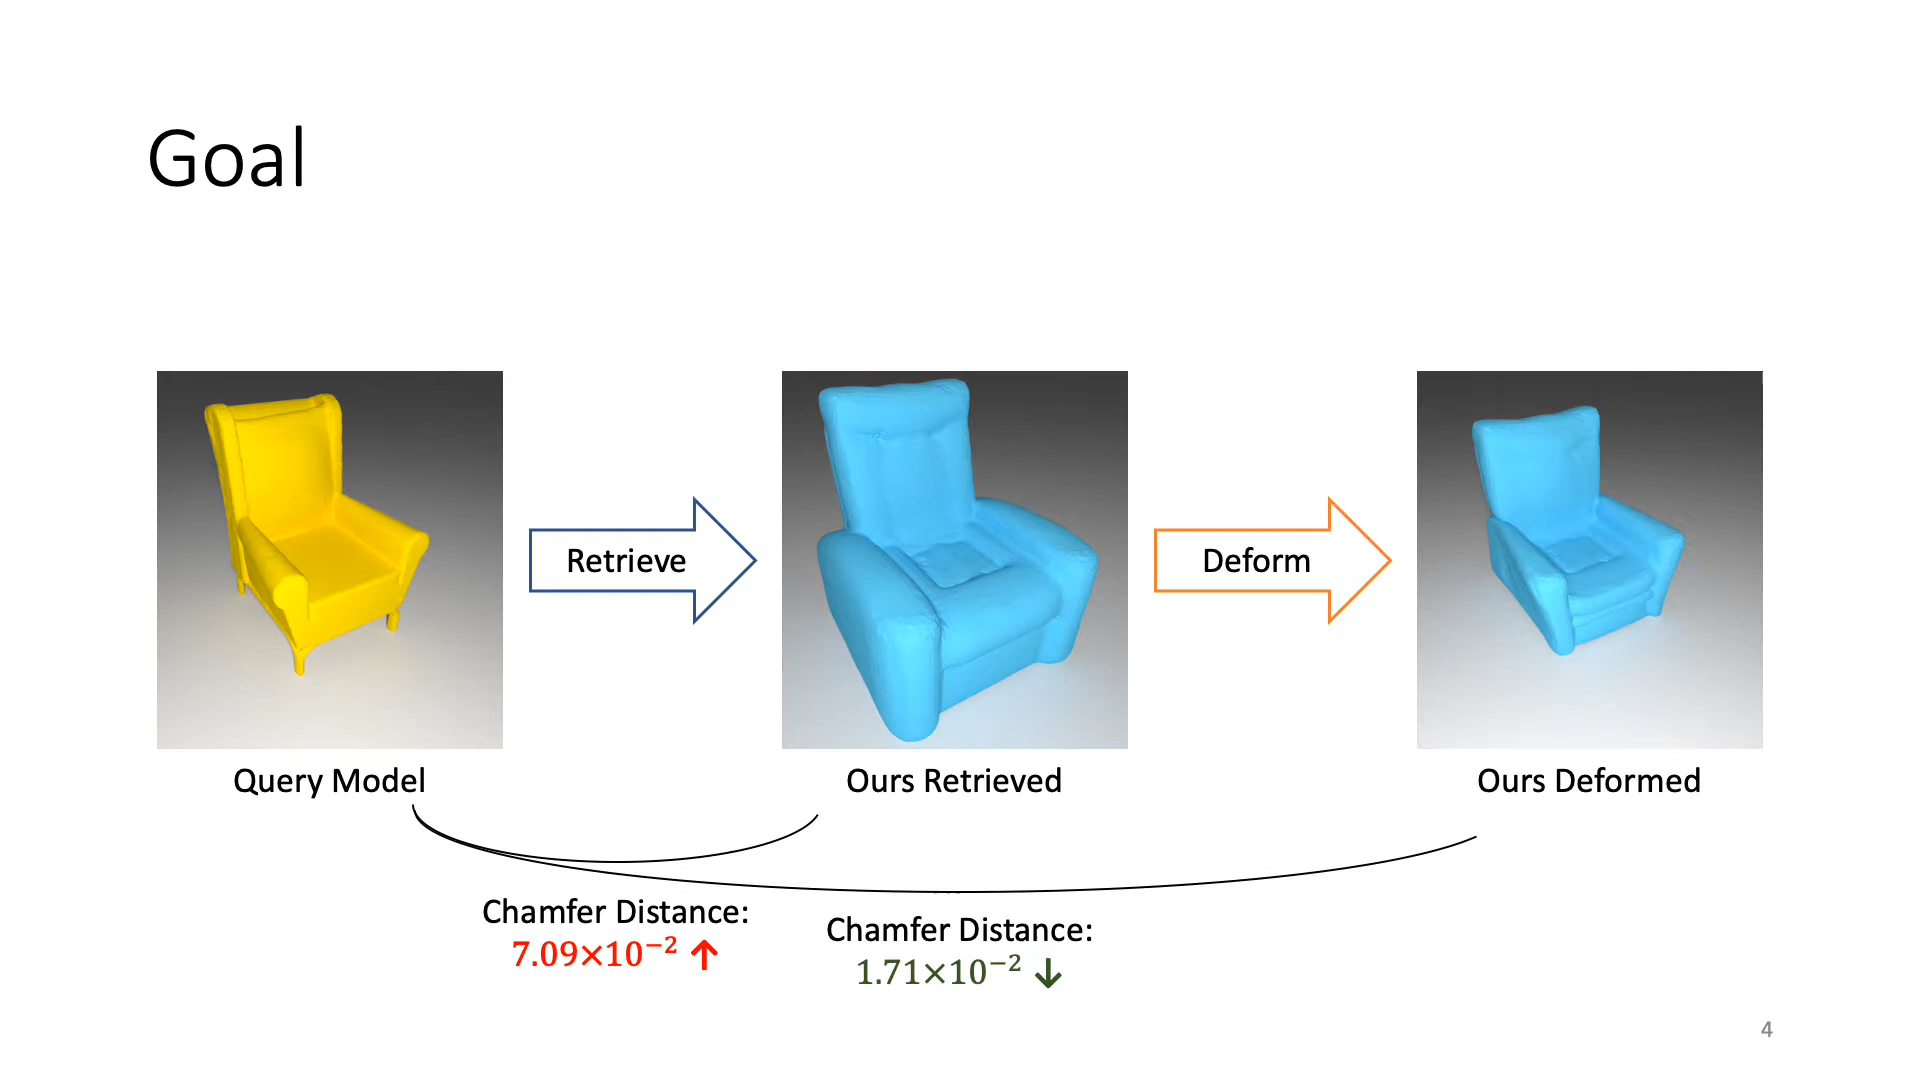 Goal
Retrieve
Deform
Query Model
Ours Retrieved
Ours Deformed
Chamfer Distance:
7.09×10⁻² ↑
Chamfer Distance:
1.71×10⁻² ↓
4